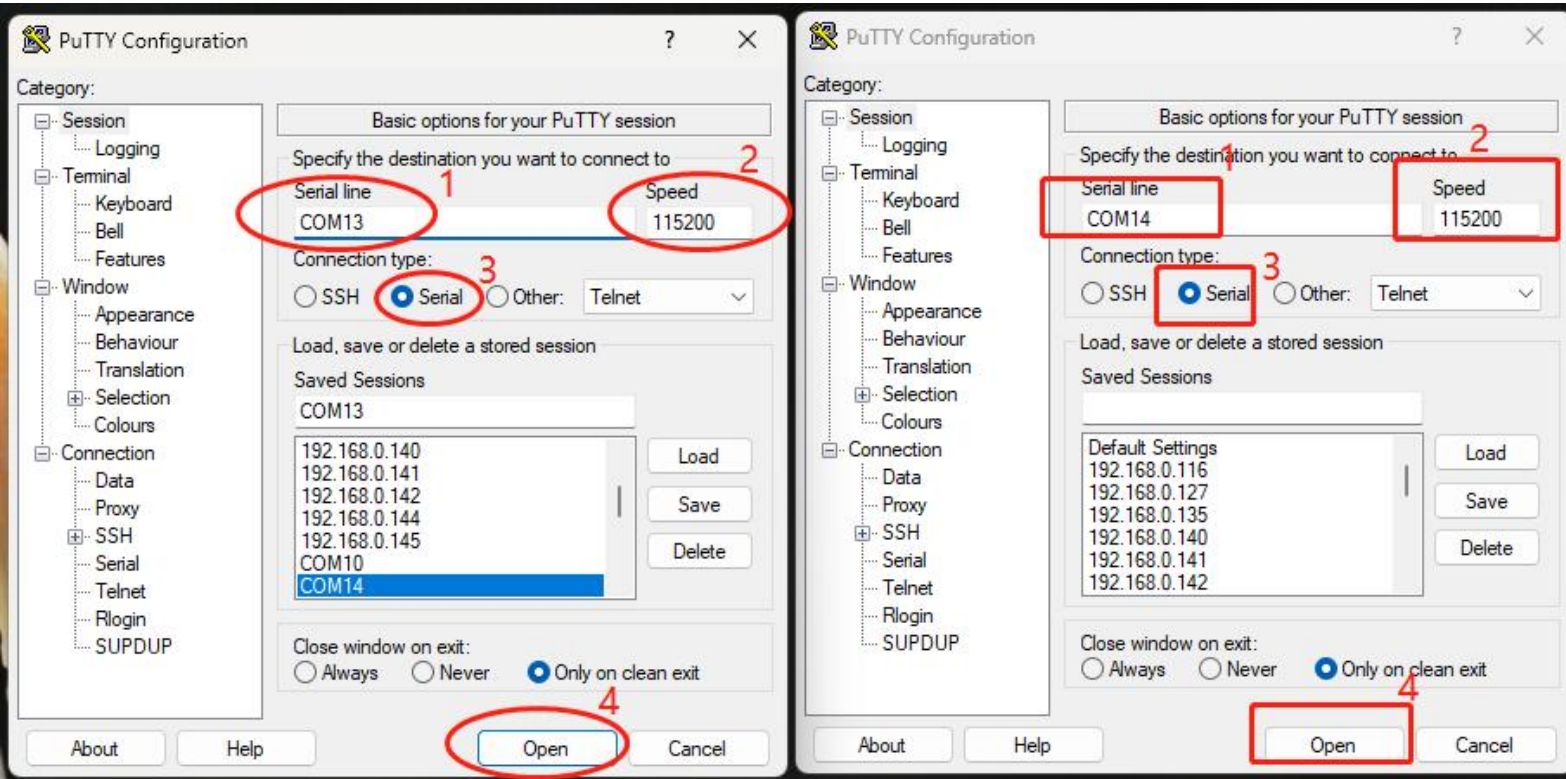 PuTTY Configuration ? ×
Category:
Session
Logging
Terminal
Keyboard
Bell
Features
Window
Appearance
Behaviour
Translation
Selection
Colours
Connection
Data
Proxy
SSH
Serial
Telnet
Rlogin
SUPDUP
Basic options for your PuTTY session
Specify the destination you want to connect to
1 2
Serial line Speed
COM13 115200
Connection type:
3
SSH Serial Other: Telnet
Load, save or delete a stored session
Saved Sessions
COM13
192.168.0.140
192.168.0.141
192.168.0.142
192.168.0.144
192.168.0.145
COM10
COM14
Load
Save
Delete
Close window on exit:
Always Never Only on clean exit
4
About Help Open Cancel
PuTTY Configuration ? ×
Category:
Session
Logging
Terminal
Keyboard
Bell
Features
Window
Appearance
Behaviour
Translation
Selection
Colours
Connection
Data
Proxy
SSH
Serial
Telnet
Rlogin
SUPDUP
Basic options for your PuTTY session
Specify the destination you want to connect to
1 2
Serial line Speed
COM14 115200
Connection type:
3
SSH Serial Other: Telnet
Load, save or delete a stored session
Saved Sessions
Default Settings
192.168.0.116
192.168.0.127
192.168.0.135
192.168.0.140
192.168.0.141
192.168.0.142
Load
Save
Delete
Close window on exit:
Always Never Only on clean exit
4
About Help Open Cancel